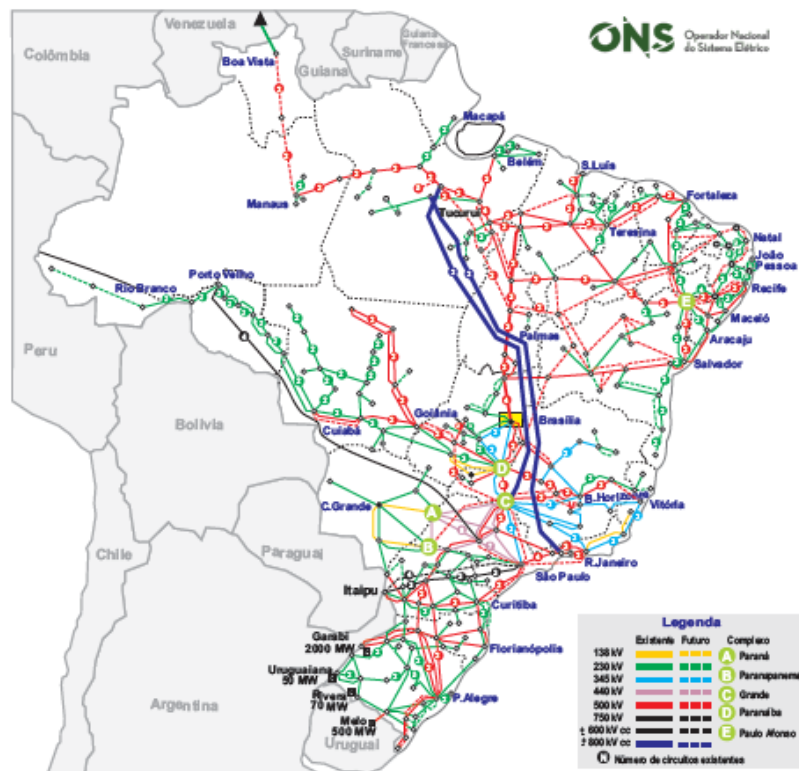 ONS Operador Nacional
do Sistema Elétrico
Venezuela
Colômbia
Guiana
Suriname
Guiana
Francesa
Boa Vista
Macapá
Belém
S.Luís
Fortaleza
Manaus
Tucuruí
Teresina
Natal
João
Pessoa
Recife
Maceió
Aracaju
Salvador
E
Porto Velho
Rio Branco
Palmas
Peru
Bolívia
Cuiabá
Goiânia
Brasília
D
C
B.Horizonte
Vitória
C.Grande
A
B
Chile
Paraguai
Itaipu
São Paulo
R.Janeiro
Curitiba
Garabi
2000 MW
Florianópolis
Uruguaiana
50 MW
Rivera
70 MW
P.Alegre
Melo
500 MW
Argentina
Uruguai
Legenda
Existente Futuro Complexo
138 kV A Paraná
230 kV
345 kV B Paranapanema
440 kV C Grande
500 kV
750 kV D Paranaíba
± 600 kV cc
± 800 kV cc E Paulo Afonso
N Número de circuitos existentes